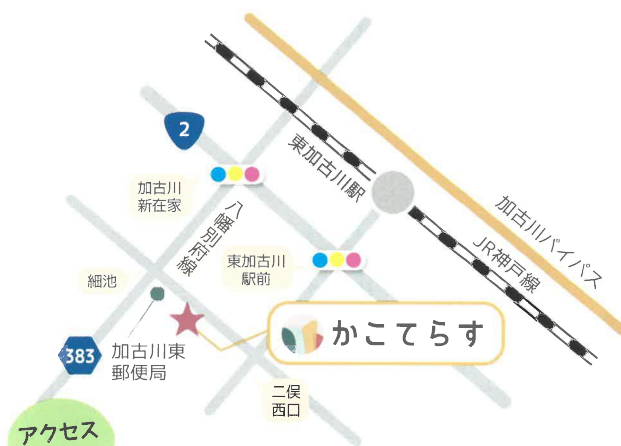 2
東加古川駅
加古川
新在家
八幡別府線
加古川バイパス
JR神戸線
東加古川
駅前
細池
かこてらす
383
加古川東
郵便局
二俣
西口
アクセス